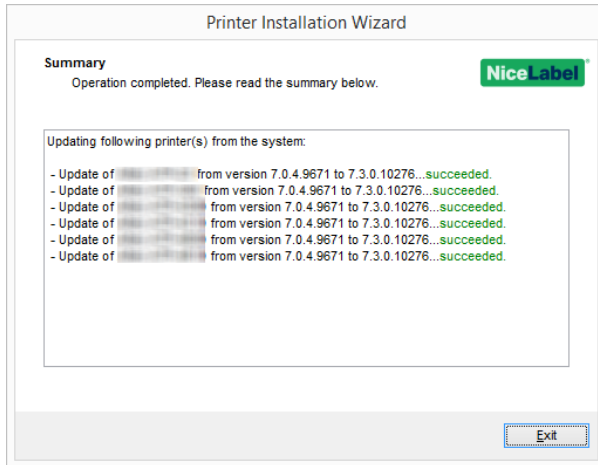 Printer Installation Wizard
Summary
Operation completed. Please read the summary below.
NiceLabel
Updating following printer(s) from the system:
- Update of from version 7.0.4.9671 to 7.3.0.10276...succeeded.
- Update of from version 7.0.4.9671 to 7.3.0.10276...succeeded.
- Update of from version 7.0.4.9671 to 7.3.0.10276...succeeded.
- Update of from version 7.0.4.9671 to 7.3.0.10276...succeeded.
- Update of from version 7.0.4.9671 to 7.3.0.10276...succeeded.
- Update of from version 7.0.4.9671 to 7.3.0.10276...succeeded.
Exit